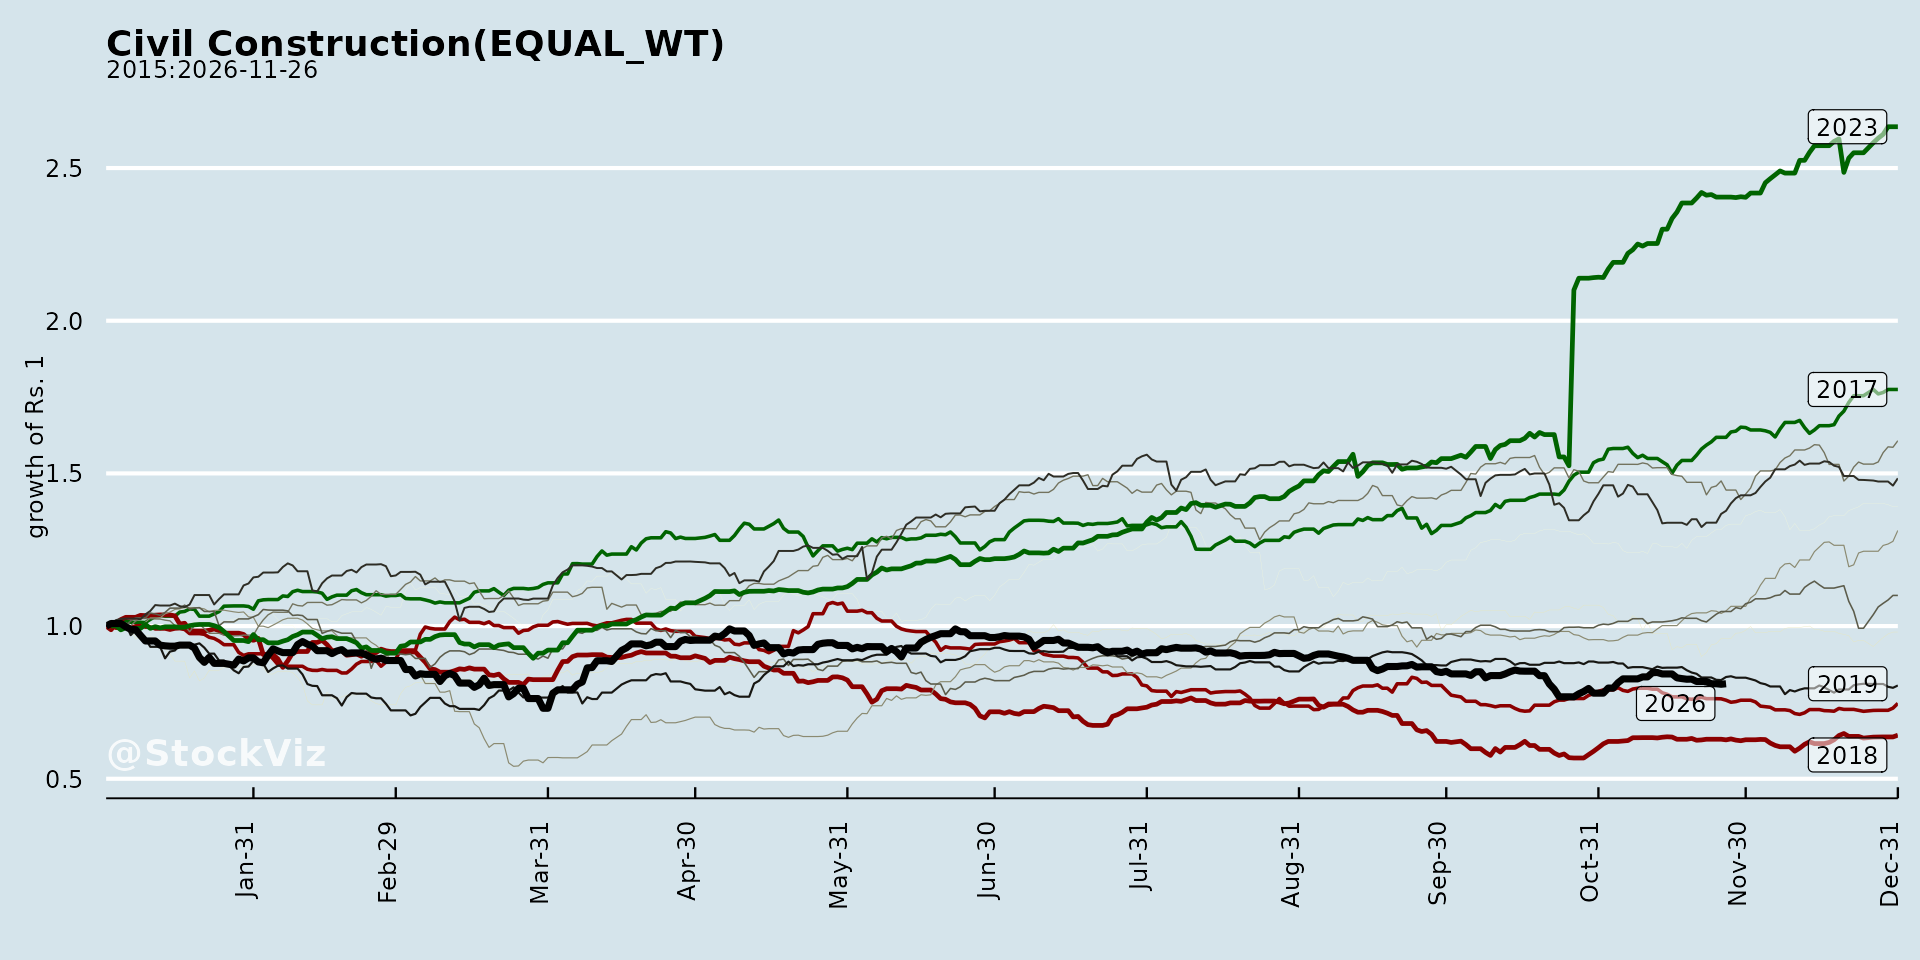 Civil Construction(EQUAL_WT)
2015:2026-11-26
growth of Rs. 1
2.5
2.0
1.5
1.0
0.5
2023
2017
2019
2026
2018
@StockViz
Jan-31
Feb-29
Mar-31
Apr-30
May-31
Jun-30
Jul-31
Aug-31
Sep-30
Oct-31
Nov-30
Dec-31